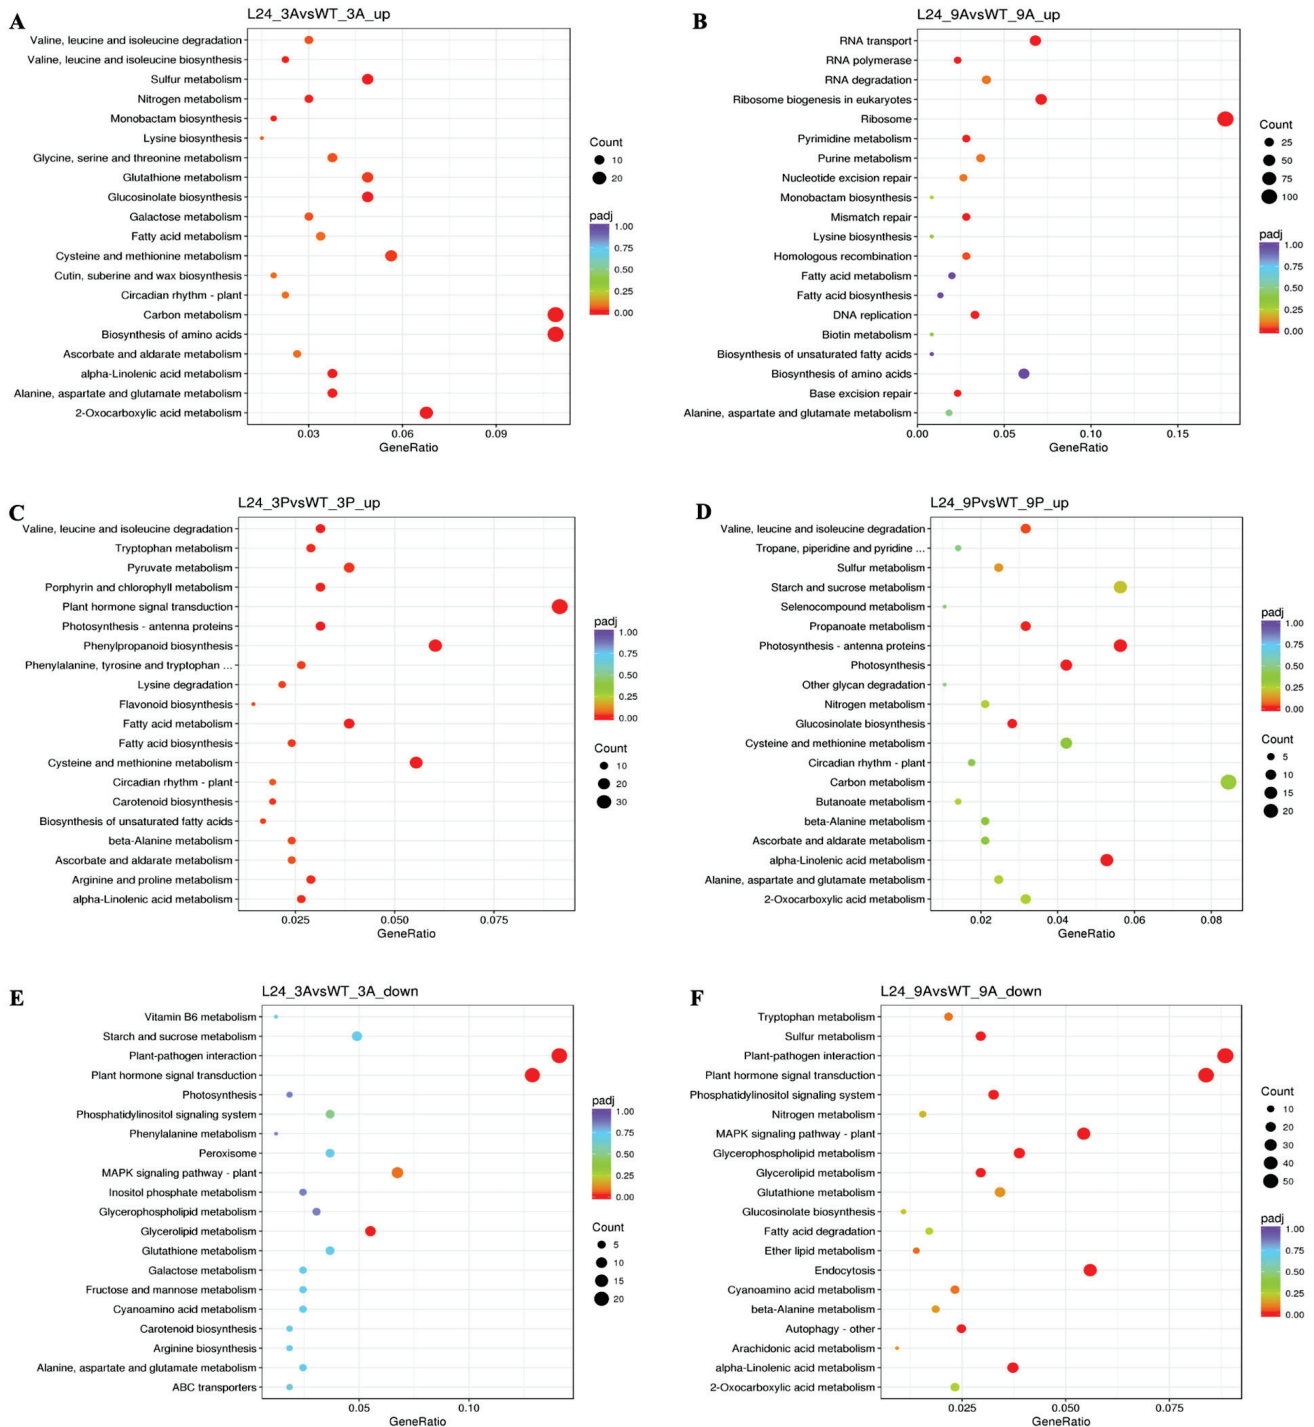 A
L24_3AvsWT_3A_up
Valine, leucine and isoleucine degradation
Valine, leucine and isoleucine biosynthesis
Sulfur metabolism
Nitrogen metabolism
Monobactam biosynthesis
Lysine biosynthesis
Glycine, serine and threonine metabolism
Glutathione metabolism
Glucosinolate biosynthesis
Galactose metabolism
Fatty acid metabolism
Cysteine and methionine metabolism
Cutin, suberine and wax biosynthesis
Circadian rhythm - plant
Carbon metabolism
Biosynthesis of amino acids
Ascorbate and aldarate metabolism
alpha-Linolenic acid metabolism
Alanine, aspartate and glutamate metabolism
2-Oxocarboxylic acid metabolism
0.03 0.06 0.09
GeneRatio
Count
10
20
padj
1.00
0.75
0.50
0.25
0.00
B
L24_9AvsWT_9A_up
RNA transport
RNA polymerase
RNA degradation
Ribosome biogenesis in eukaryotes
Ribosome
Pyrimidine metabolism
Purine metabolism
Nucleotide excision repair
Monobactam biosynthesis
Mismatch repair
Lysine biosynthesis
Homologous recombination
Fatty acid metabolism
Fatty acid biosynthesis
DNA replication
Biotin metabolism
Biosynthesis of unsaturated fatty acids
Biosynthesis of amino acids
Base excision repair
Alanine, aspartate and glutamate metabolism
0.00 0.05 0.10 0.15
GeneRatio
Count
25
50
75
100
padj
1.00
0.75
0.50
0.25
0.00
C
L24_3PvsWT_3P_up
Valine, leucine and isoleucine degradation
Tryptophan metabolism
Pyruvate metabolism
Porphyrin and chlorophyll metabolism
Plant hormone signal transduction
Photosynthesis - antenna proteins
Phenylpropanoid biosynthesis
Phenylalanine, tyrosine and tryptophan ...
Lysine degradation
Flavonoid biosynthesis
Fatty acid metabolism
Fatty acid biosynthesis
Cysteine and methionine metabolism
Circadian rhythm - plant
Carotenoid biosynthesis
Biosynthesis of unsaturated fatty acids
beta-Alanine metabolism
Ascorbate and aldarate metabolism
Arginine and proline metabolism
alpha-Linolenic acid metabolism
0.025 0.050 0.075
GeneRatio
padj
1.00
0.75
0.50
0.25
0.00
Count
10
20
30
D
L24_9PvsWT_9P_up
Valine, leucine and isoleucine degradation
Tropane, piperidine and pyridine ...
Sulfur metabolism
Starch and sucrose metabolism
Selenocompound metabolism
Propanoate metabolism
Photosynthesis - antenna proteins
Photosynthesis
Other glycan degradation
Nitrogen metabolism
Glucosinolate biosynthesis
Cysteine and methionine metabolism
Circadian rhythm - plant
Carbon metabolism
Butanoate metabolism
beta-Alanine metabolism
Ascorbate and aldarate metabolism
alpha-Linolenic acid metabolism
Alanine, aspartate and glutamate metabolism
2-Oxocarboxylic acid metabolism
0.02 0.04 0.06 0.08
GeneRatio
padj
1.00
0.75
0.50
0.25
0.00
Count
5
10
15
20
E
L24_3AvsWT_3A_down
Vitamin B6 metabolism
Starch and sucrose metabolism
Plant-pathogen interaction
Plant hormone signal transduction
Photosynthesis
Phosphatidylinositol signaling system
Phenylalanine metabolism
Peroxisome
MAPK signaling pathway - plant
Inositol phosphate metabolism
Glycerophospholipid metabolism
Glycerolipid metabolism
Glutathione metabolism
Galactose metabolism
Fructose and mannose metabolism
Cyanoamino acid metabolism
Carotenoid biosynthesis
Arginine biosynthesis
Alanine, aspartate and glutamate metabolism
ABC transporters
0.05 0.10
GeneRatio
padj
1.00
0.75
0.50
0.25
0.00
Count
5
10
15
20
F
L24_9AvsWT_9A_down
Tryptophan metabolism
Sulfur metabolism
Plant-pathogen interaction
Plant hormone signal transduction
Phosphatidylinositol signaling system
Nitrogen metabolism
MAPK signaling pathway - plant
Glycerophospholipid metabolism
Glycerolipid metabolism
Glutathione metabolism
Glucosinolate biosynthesis
Fatty acid degradation
Ether lipid metabolism
Endocytosis
Cyanoamino acid metabolism
beta-Alanine metabolism
Autophagy - other
Arachidonic acid metabolism
alpha-Linolenic acid metabolism
2-Oxocarboxylic acid metabolism
0.025 0.050 0.075
GeneRatio
Count
10
20
30
40
50
padj
1.00
0.75
0.50
0.25
0.00